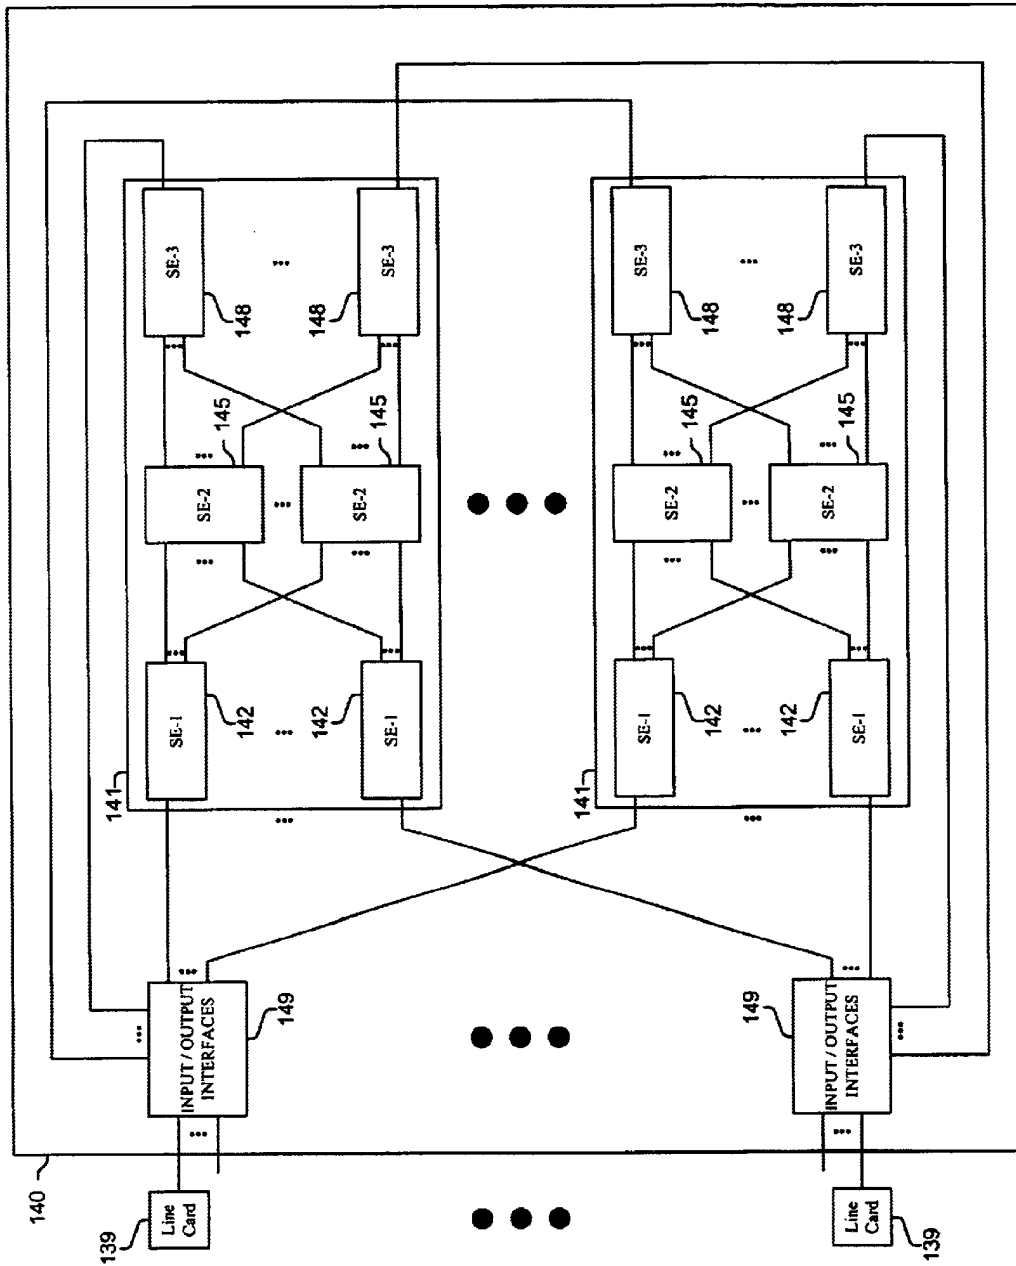 140
139
141
Line
Card
INPUT / OUTPUT
INTERFACES
SE-1
SE-2
SE-3
149
142
145
148
142
148
SE-1
SE-2
SE-3
145
141
SE-1
SE-2
SE-3
142
145
148
149
142
148
Line
Card
INPUT / OUTPUT
INTERFACES
SE-1
SE-2
SE-3
145
139